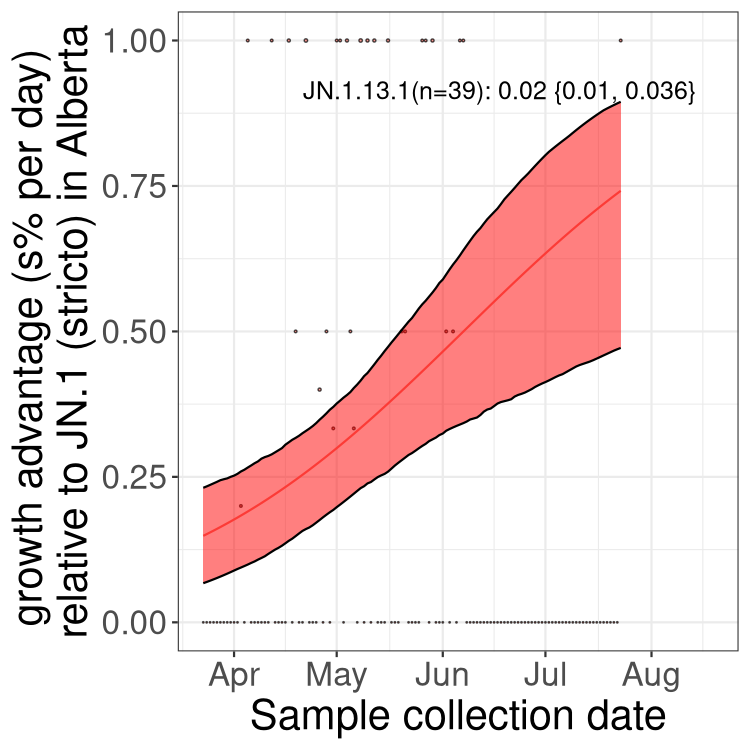 growth advantage (s% per day)
relative to JN.1 (stricto) in Alberta
1.00
0.75
0.50
0.25
0.00
JN.1.13.1(n=39): 0.02 {0.01, 0.036}
Apr May Jun Jul Aug
Sample collection date